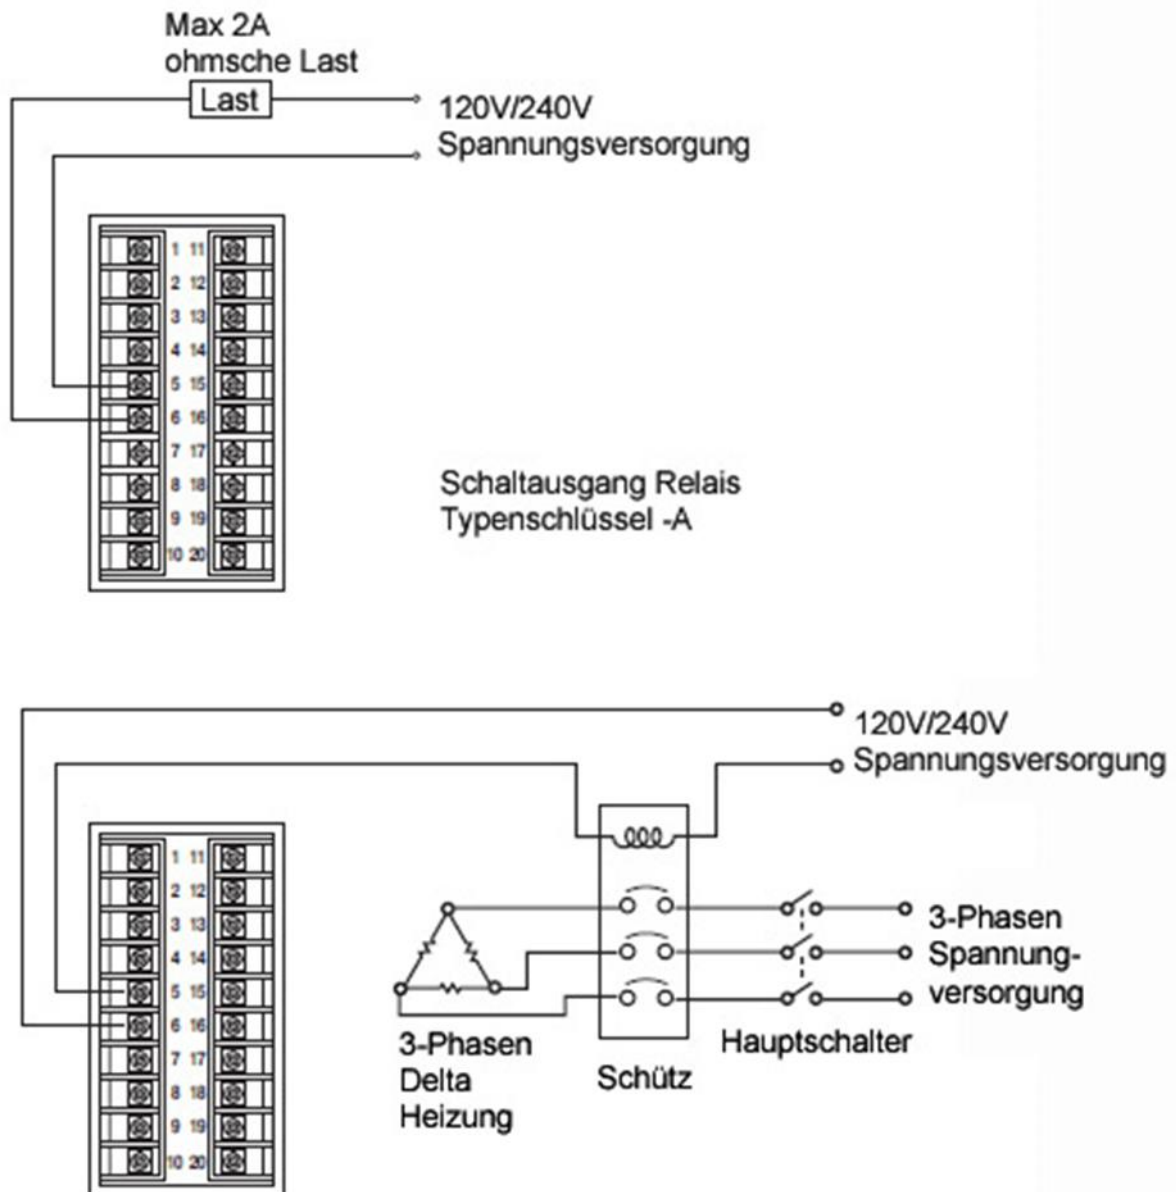 Max 2A
ohmsche Last
Last
120V/240V
Spannungsversorgung
1 11
2 12
3 13
4 14
5 15
6 16
7 17
8 18
9 19
10 20
Schaltausgang Relais
Typenschlüssel -A
120V/240V
Spannungsversorgung
1 11
2 12
3 13
4 14
5 15
6 16
7 17
8 18
9 19
10 20
3-Phasen
Delta
Heizung
Schütz
Hauptschalter
3-Phasen
Spannung-
versorgung